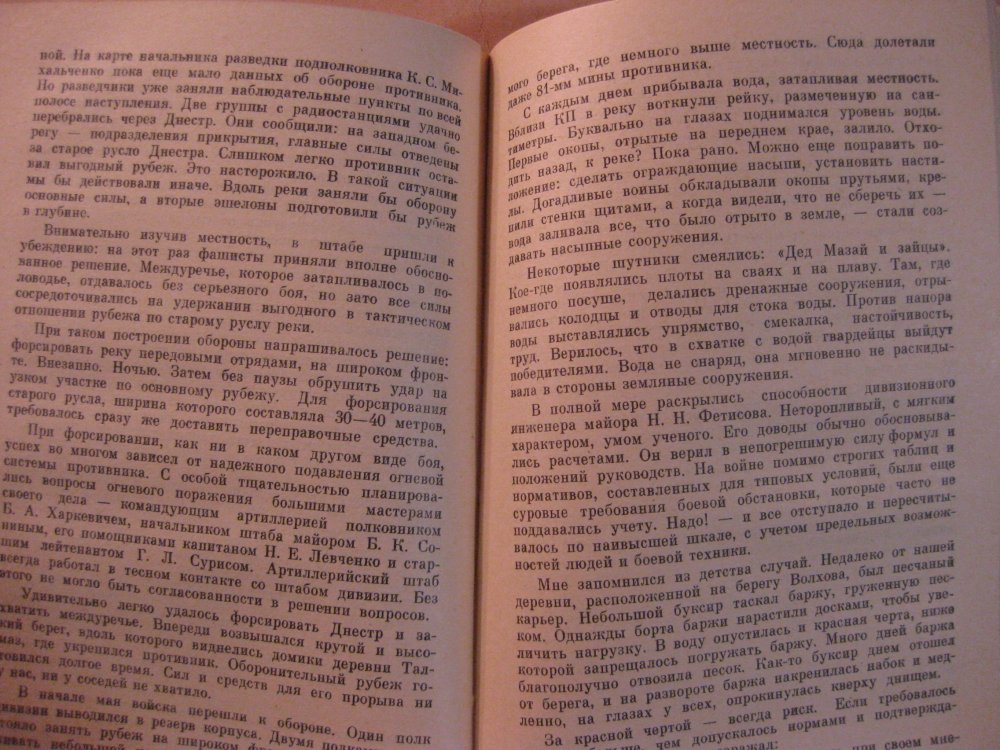 ной. На карте начальника разведки подполковника К. С. Ми-
хальченко пока еще мало данных об обороне противника.
Но разведчики уже заняли наблюдательные пункты по всей
полосе наступления. Две группы с радиостанциями удачно
перебрались через Днестр. Они сообщили: на западном бе-
регу — подразделения прикрытия, главные силы отведены
за старое русло Днестра. Слишком легко противник оста-
вил выгодный рубеж. Это насторожило. В такой ситуации
мы бы действовали иначе. Вдоль реки заняли бы оборону
основные силы, а вторые эшелоны подготовили бы рубеж
в глубине.
Внимательно изучив местность, в штабе пришли к
убеждению: на этот раз фашисты приняли вполне обосно-
ванное решение. Междуречье, которое затапливалось в по-
ловодье, отдавалось без серьезного боя, но зато все силы
сосредоточивались на удержании выгодного в тактическом
отношении рубежа по старому руслу реки.
При таком построении обороны напрашивалось решение:
форсировать реку передовыми отрядами, на широком фрон-
те. Внезапно. Ночью. Затем без паузы обрушить удар на
узком участке по основному рубежу. Для форсирования
старого русла, ширина которого составляла 30—40 метров,
требовалось сразу же доставить переправочные средства.
При форсировании, как ни в каком другом виде боя,
успех во многом зависел от надежного подавления огневой
системы противника. С особой тщательностью планирова-
лись вопросы огневого поражения большими мастерами
своего дела — командующим артиллерией полковником
Б. А. Харкевичем, начальником штаба майором Б. К. Со-
ниным, его помощниками капитаном Н. Е. Левченко и стар-
шим лейтенантом Г. Л. Сурисом. Артиллерийский штаб
всегда работал в тесном контакте со штабом дивизии. Без
этого не могло быть согласованности в решении вопросов.
Удивительно легко удалось форсировать Днестр и за-
хватить междуречье. Впереди возвышался крутой и высо-
кий берег, вдоль которого виднелись домики деревни Тал-
маз, где укрепился противник. Оборонительный рубеж го-
товился долгое время. Сил и средств для его прорыва ни
у нас, ни у соседей не хватило.
В начале мая войска перешли к обороне. Один полк
дивизии выводился в резерв корпуса. Двумя
занять рубеж на широком
небольшой
мого берега, где немного выше местность. Сюда долетали
даже 81-мм мины противника.
С каждым днем прибывала вода, затапливая местность.
Вблизи КП в реку воткнули рейку, размеченную на сан-
тиметры. Буквально на глазах поднимался уровень воды.
Первые окопы, отрытые на переднем крае, залило. Отхо-
дить назад, к реке? Пока рано. Можно еще поправить по-
ложение: сделать ограждающие насыпи, установить насти-
лы. Догадливые воины обкладывали окопы прутьями, кре-
пили стенки щитами, а когда видели, что не сберечь их —
вода заливала все, что было отрыто в земле, — стали соз-
давать насыпные сооружения.
Некоторые шутники смеялись: «Дед Мазай и зайцы».
Кое-где появлялись плоты на сваях и на плаву. Там, где
немного посуше, делались дренажные сооружения, отры-
вались колодцы и отводы для стока воды. Против напора
воды выставлялись упрямство, смекалка, настойчивость,
труд. Верилось, что в схватке с водой гвардейцы выйдут
победителями. Вода не снаряд, она мгновенно не раскиды-
вала в стороны земляные сооружения.
В полной мере раскрылись способности дивизионного
инженера майора Н. Н. Фетисова. Неторопливый, с мягким
характером, умом ученого. Его доводы обычно обосновыва-
лись расчетами. Он верил в непогрешимую силу формул и
положений руководств. На войне помимо строгих таблиц и
нормативов, составленных для типовых условий, были еще
суровые требования боевой обстановки, которые часто не
поддавались учету. Надо! — и все отступало и пересчиты-
валось по наивысшей шкале, с учетом предельных возмож-
ностей людей и боевой техники.
Мне запомнился из детства случай. Недалеко от нашей
деревни, расположенной на берегу Волхова, был песчаный
карьер. Небольшой буксир таскал баржу, груженную пес-
ком. Однажды борта баржи нарастили досками, чтобы уве-
личить нагрузку. В воду опустилась и красная черта, ниже
которой запрещалось погружать баржу. Много дней баржа
благополучно отвозила песок. Как-то буксир днем отошел
от берега, и на развороте баржа накренилась набок и мед-
ленно, на глазах у всех, опрокинулась кверху днищем.
За красной чертой — всегда риск. Если требовалось
больше, чем допускалось нормами и подтвержда-
при своем мне-